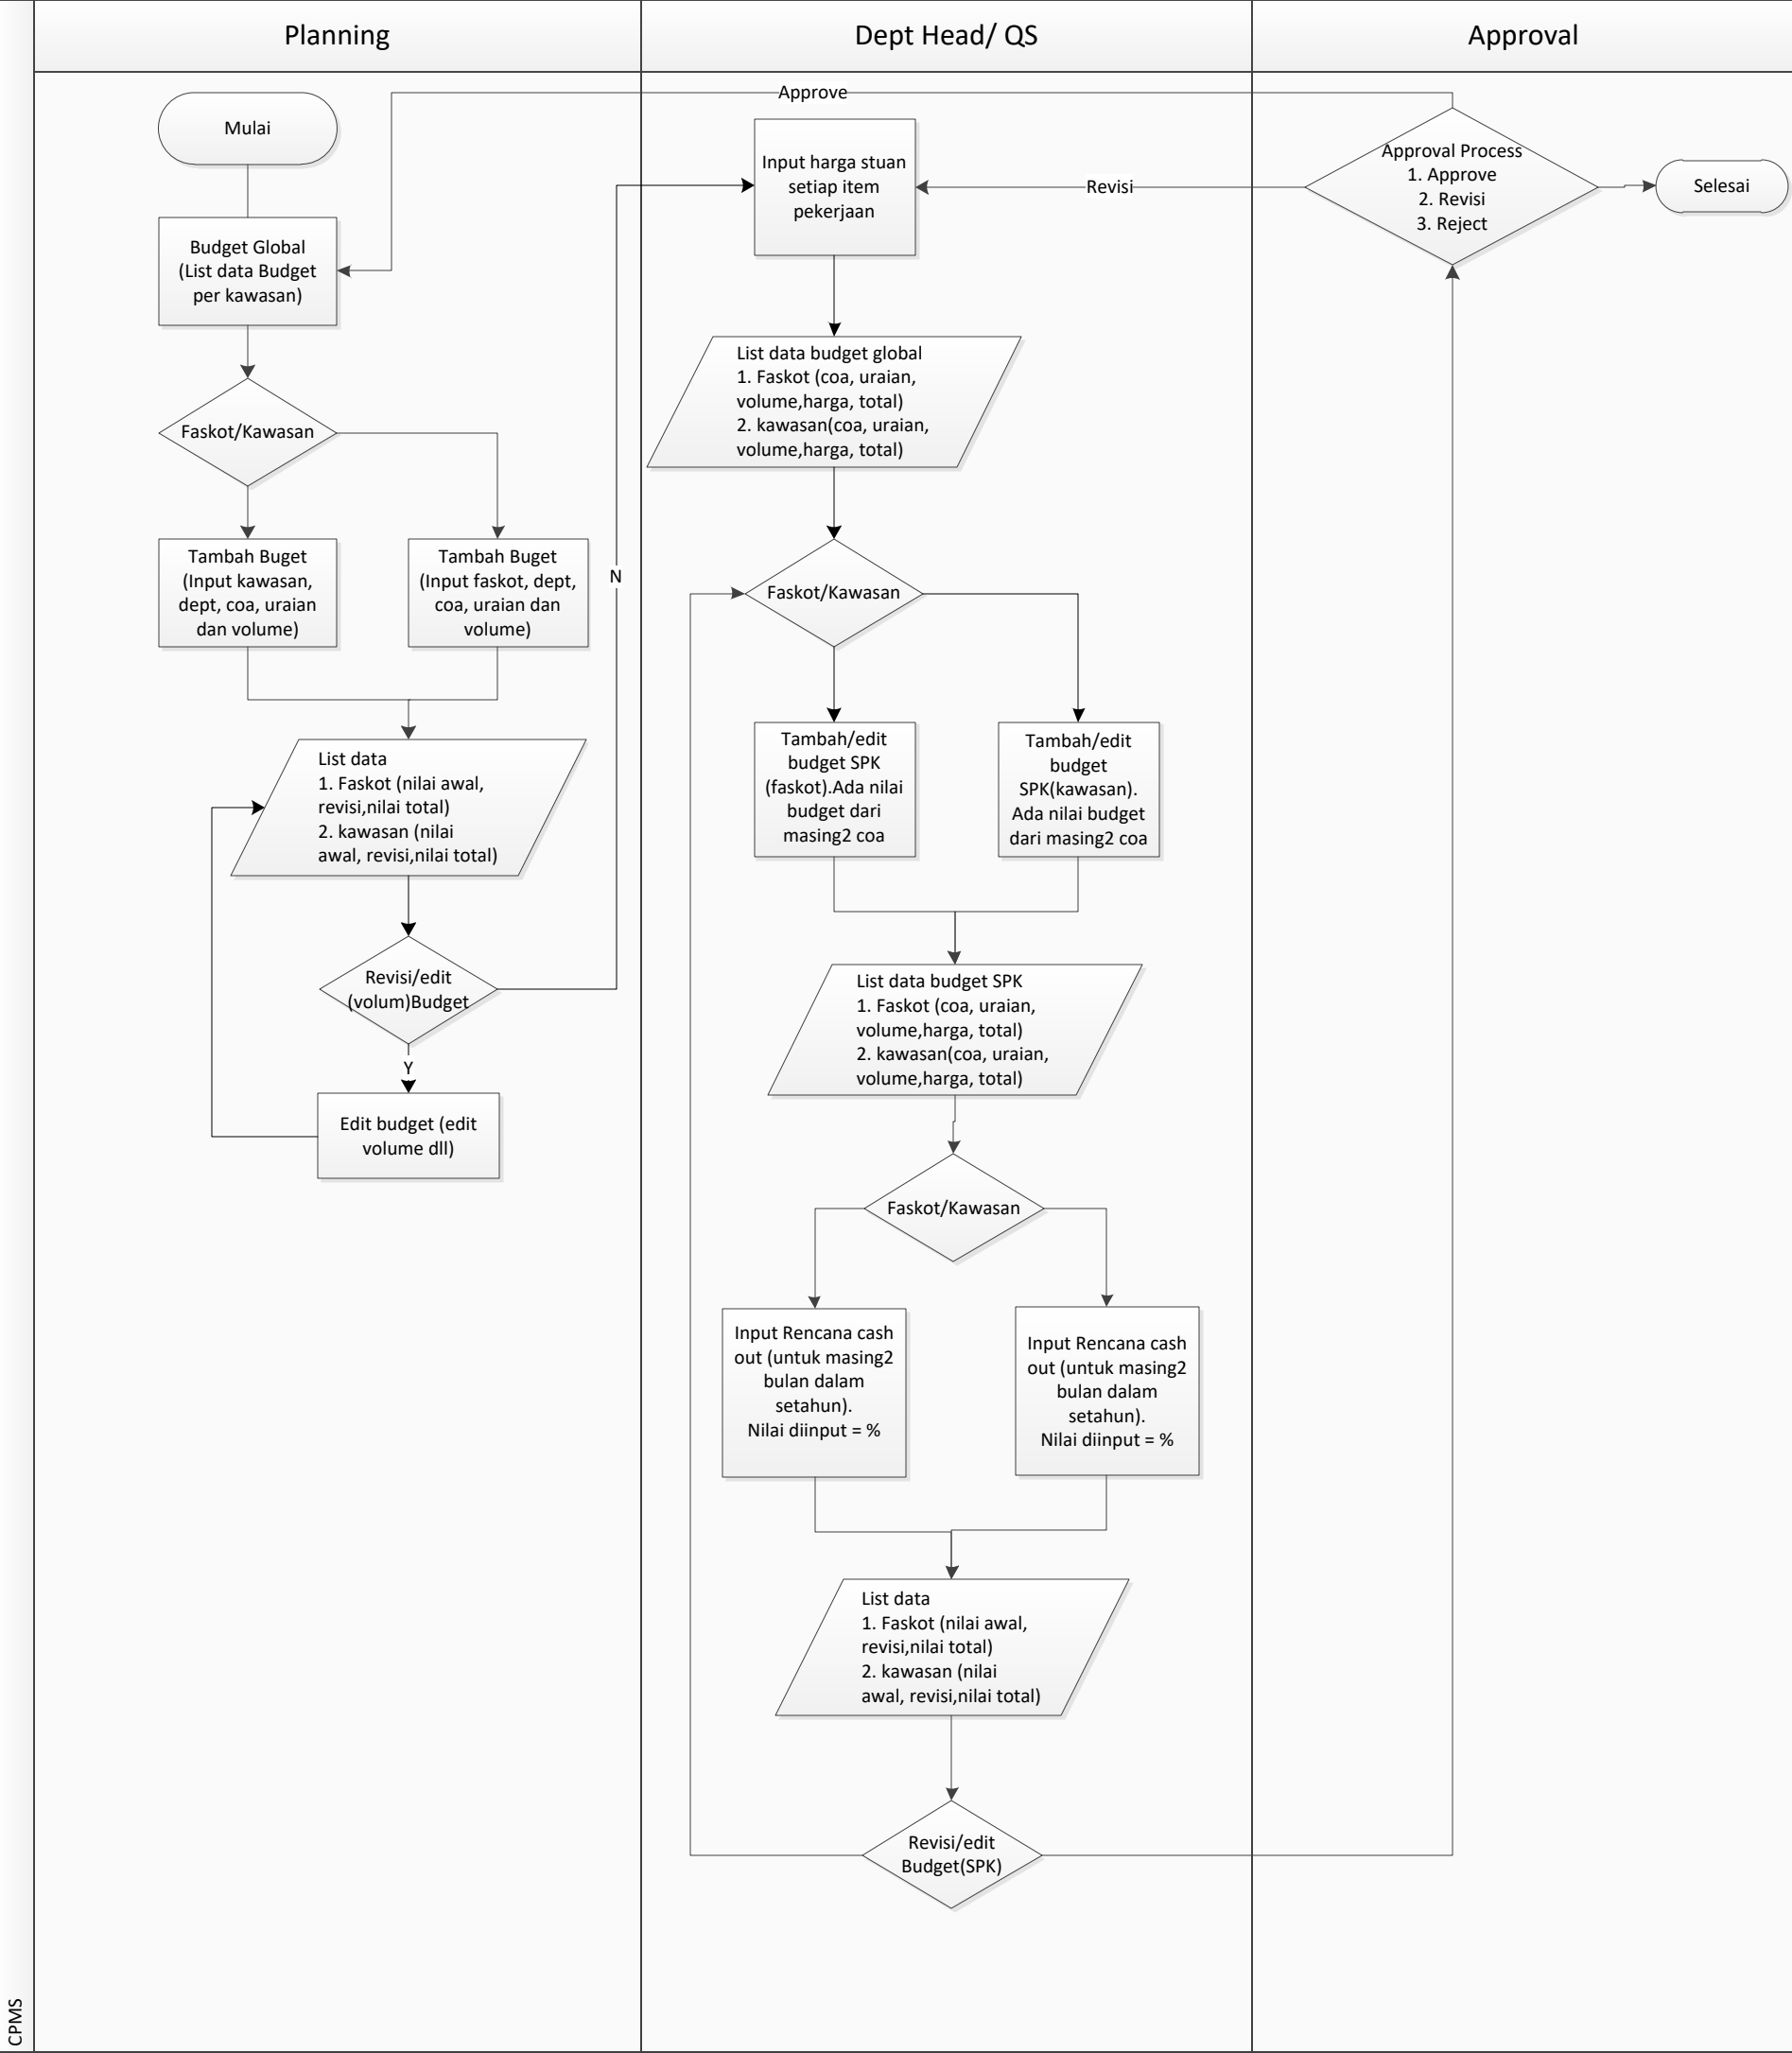 Planning
Dept Head/ QS
Approval
Mulai
Budget Global
(List data Budget
per kawasan)
Faskot/Kawasan
Tambah Buget
(Input kawasan,
dept, coa, uraian
dan volume)
Tambah Buget
(Input faskot, dept,
coa, uraian dan
volume)
List data
1. Faskot (nilai awal,
revisi,nilai total)
2. kawasan (nilai
awal, revisi,nilai total)
Revisi/edit
(volum)Budget
Y
N
Edit budget (edit
volume dll)
Approve
Input harga stuan
setiap item
pekerjaan
Revisi
List data budget global
1. Faskot (coa, uraian,
volume,harga, total)
2. kawasan(coa, uraian,
volume,harga, total)
Faskot/Kawasan
Tambah/edit
budget SPK
(faskot).Ada nilai
budget dari
masing2 coa
Tambah/edit
budget
SPK(kawasan).
Ada nilai budget
dari masing2 coa
List data budget SPK
1. Faskot (coa, uraian,
volume,harga, total)
2. kawasan(coa, uraian,
volume,harga, total)
Faskot/Kawasan
Input Rencana cash
out (untuk masing2
bulan dalam
setahun).
Nilai diinput = %
Input Rencana cash
out (untuk masing2
bulan dalam
setahun).
Nilai diinput = %
List data
1. Faskot (nilai awal,
revisi,nilai total)
2. kawasan (nilai
awal, revisi,nilai total)
Revisi/edit
Budget(SPK)
Approval Process
1. Approve
2. Revisi
3. Reject
Selesai
CPMS